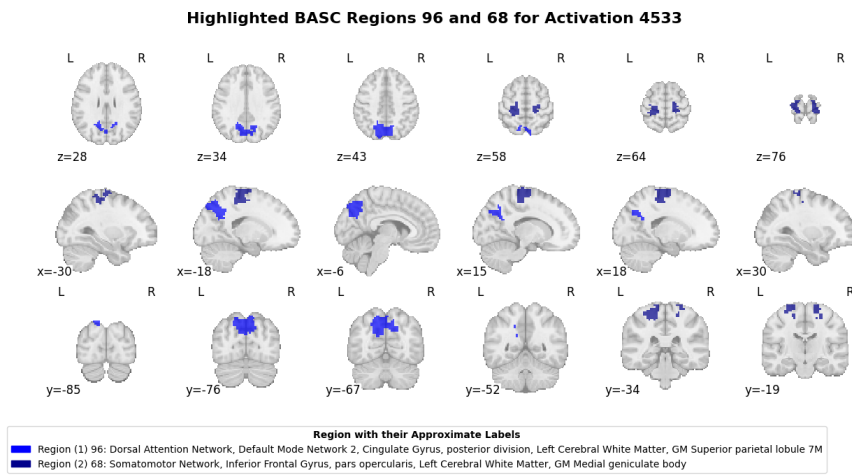 Highlighted BASC Regions 96 and 68 for Activation 4533
L R L R L R L R L R L R
z=28 z=34 z=43 z=58 z=64 z=76
x=-30 x=-18 x=-6 x=15 x=18 x=30
L R L R L R L R L R L R
y=-85 y=-76 y=-67 y=-52 y=-34 y=-19
Region with their Approximate Labels
Region (1) 96: Dorsal Attention Network, Default Mode Network 2, Cingulate Gyrus, posterior division, Left Cerebral White Matter, GM Superior parietal lobule 7M
Region (2) 68: Somatomotor Network, Inferior Frontal Gyrus, pars opercularis, Left Cerebral White Matter, GM Medial geniculate body